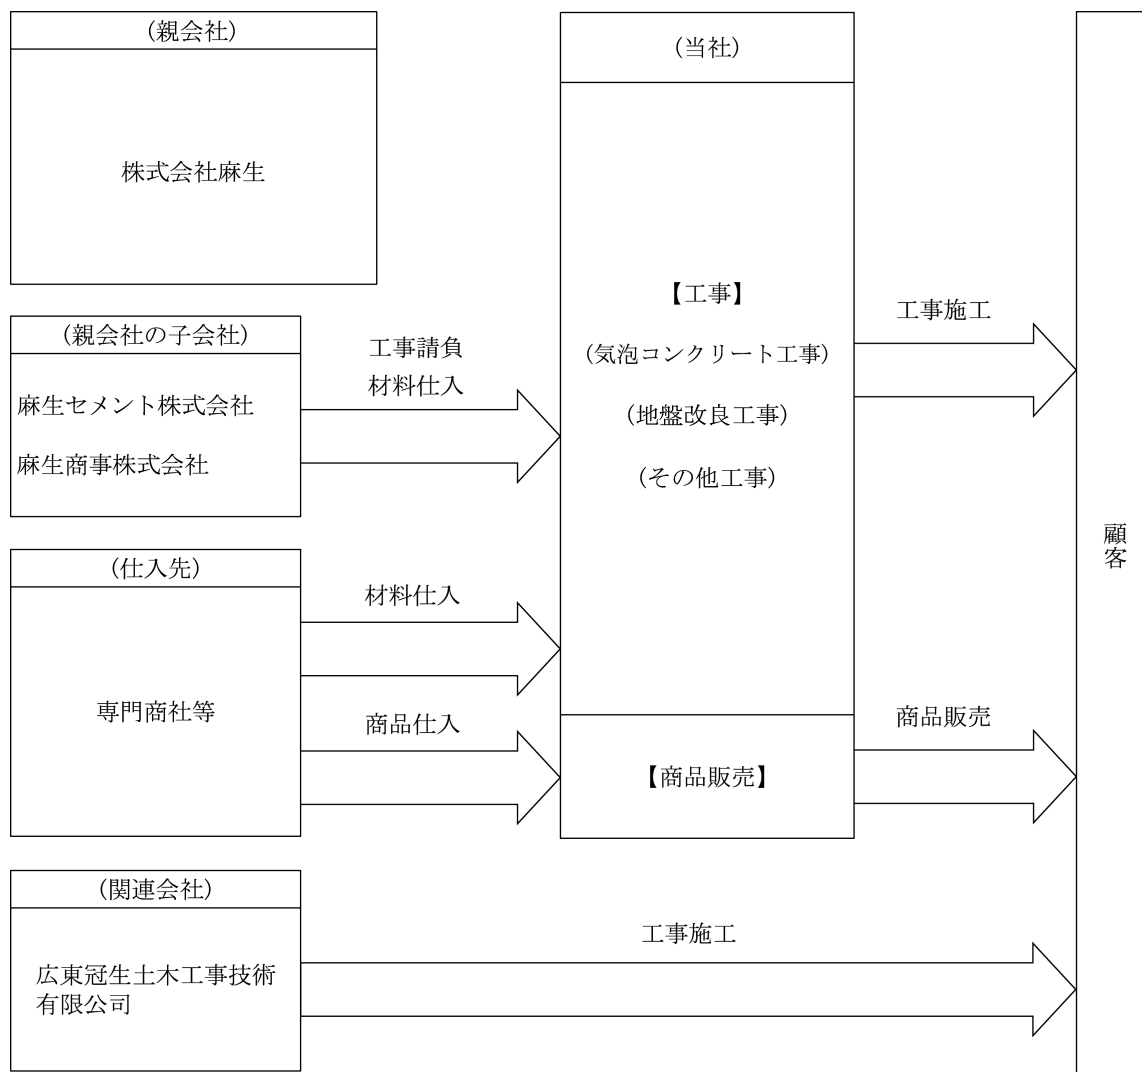 (親会社)
株式会社麻生
(親会社の子会社)
麻生セメント株式会社
麻生商事株式会社
工事請負
材料仕入
(仕入先)
専門商社等
材料仕入
商品仕入
(関連会社)
広東冠生土木工事技術
有限公司
工事施工
(当社)
【工事】
(気泡コンクリート工事)
(地盤改良工事)
(その他工事)
【商品販売】
工事施工
商品販売
顧客